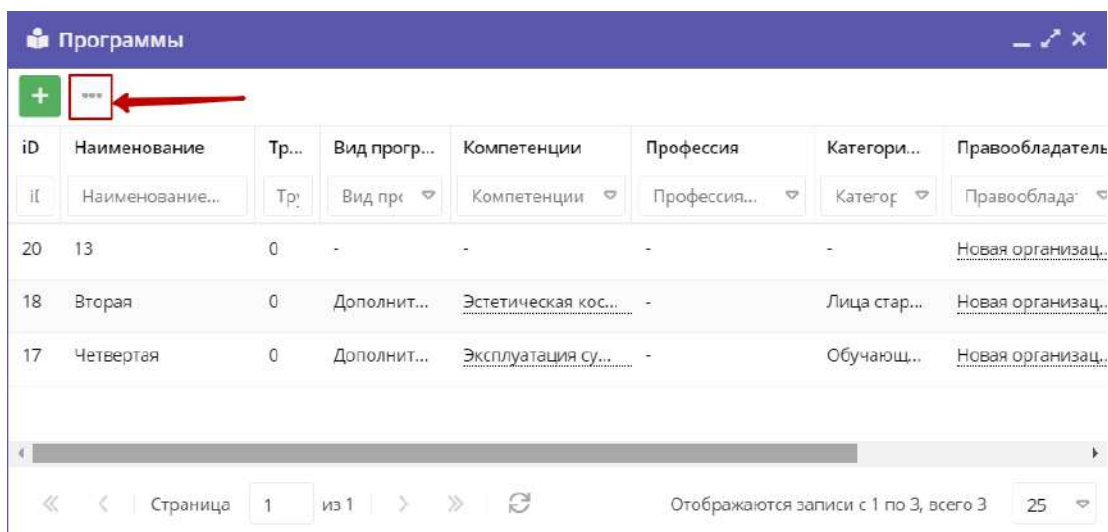 Программы
iD Наименование Тр... Вид прогр... Компетенции Профессия Категори... Правообладатель
Наименование... Вид прс Компетенции Профессия... Категор Правообладат
20 13 0 - - - - Новая организац...
18 Вторая 0 Дополнит... Эстетическая кос... - Лица стар... Новая организац...
17 Четвертая 0 Дополнит... Эксплуатация су... - Обучающ... Новая организац...
Страница 1 из 1 Отображаются записи с 1 по 3, всего 3 25